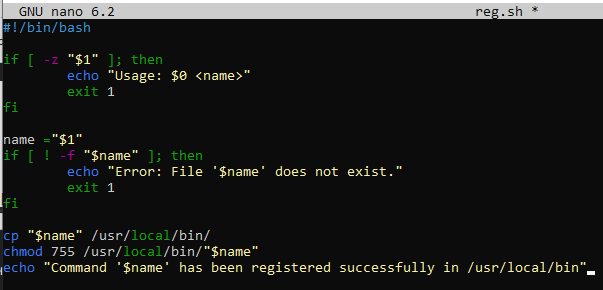 GNU nano 6.2 reg.sh *
#!/bin/bash
if [ -z "$1" ]; then
echo "Usage: $0 <name>"
exit 1
fi
name ="$1"
if [ ! -f "$name" ]; then
echo "Error: File '$name' does not exist."
exit 1
fi
cp "$name" /usr/local/bin/
chmod 755 /usr/local/bin/"$name"
echo "Command '$name' has been registered successfully in /usr/local/bin"